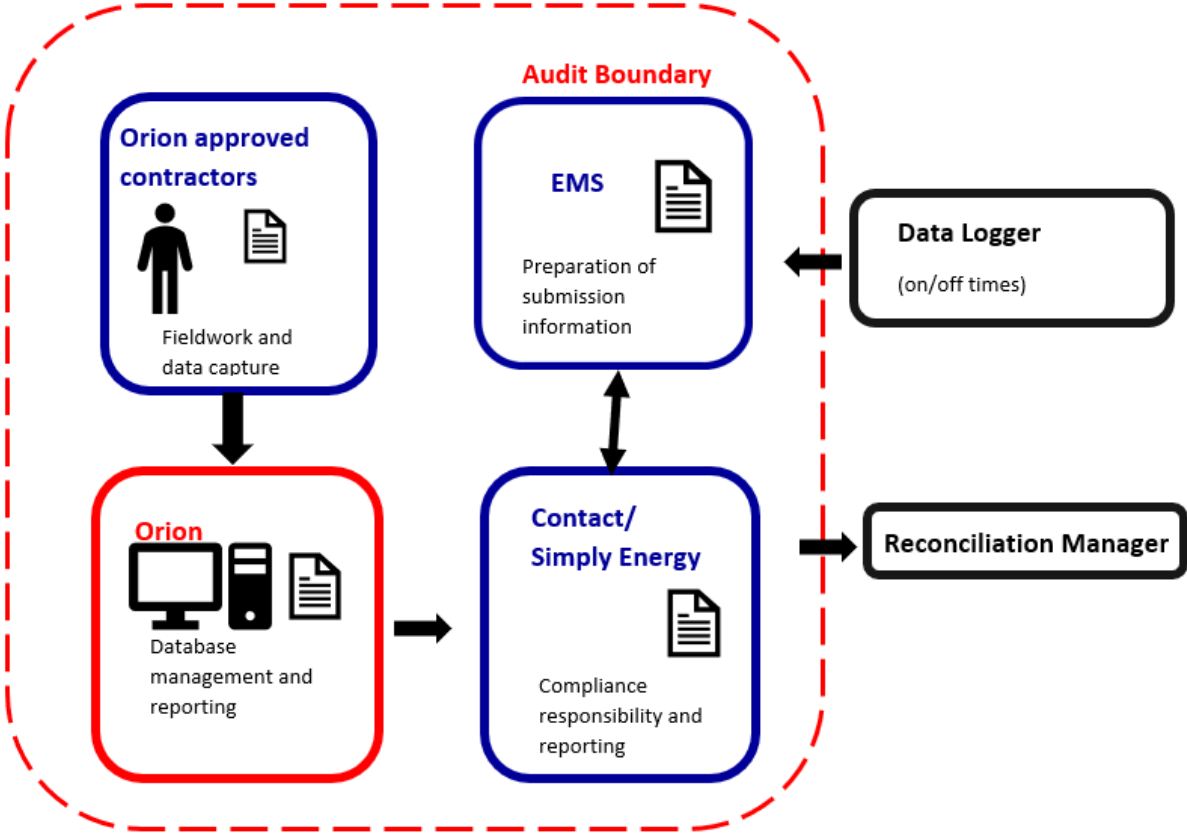 Audit Boundary
Orion approved
contractors
Fieldwork and
data capture
EMS
Preparation of
submission
information
Data Logger
(on/off times)
Orion
Database
management and
reporting
Contact/
Simply Energy
Compliance
responsibility and
reporting
Reconciliation Manager